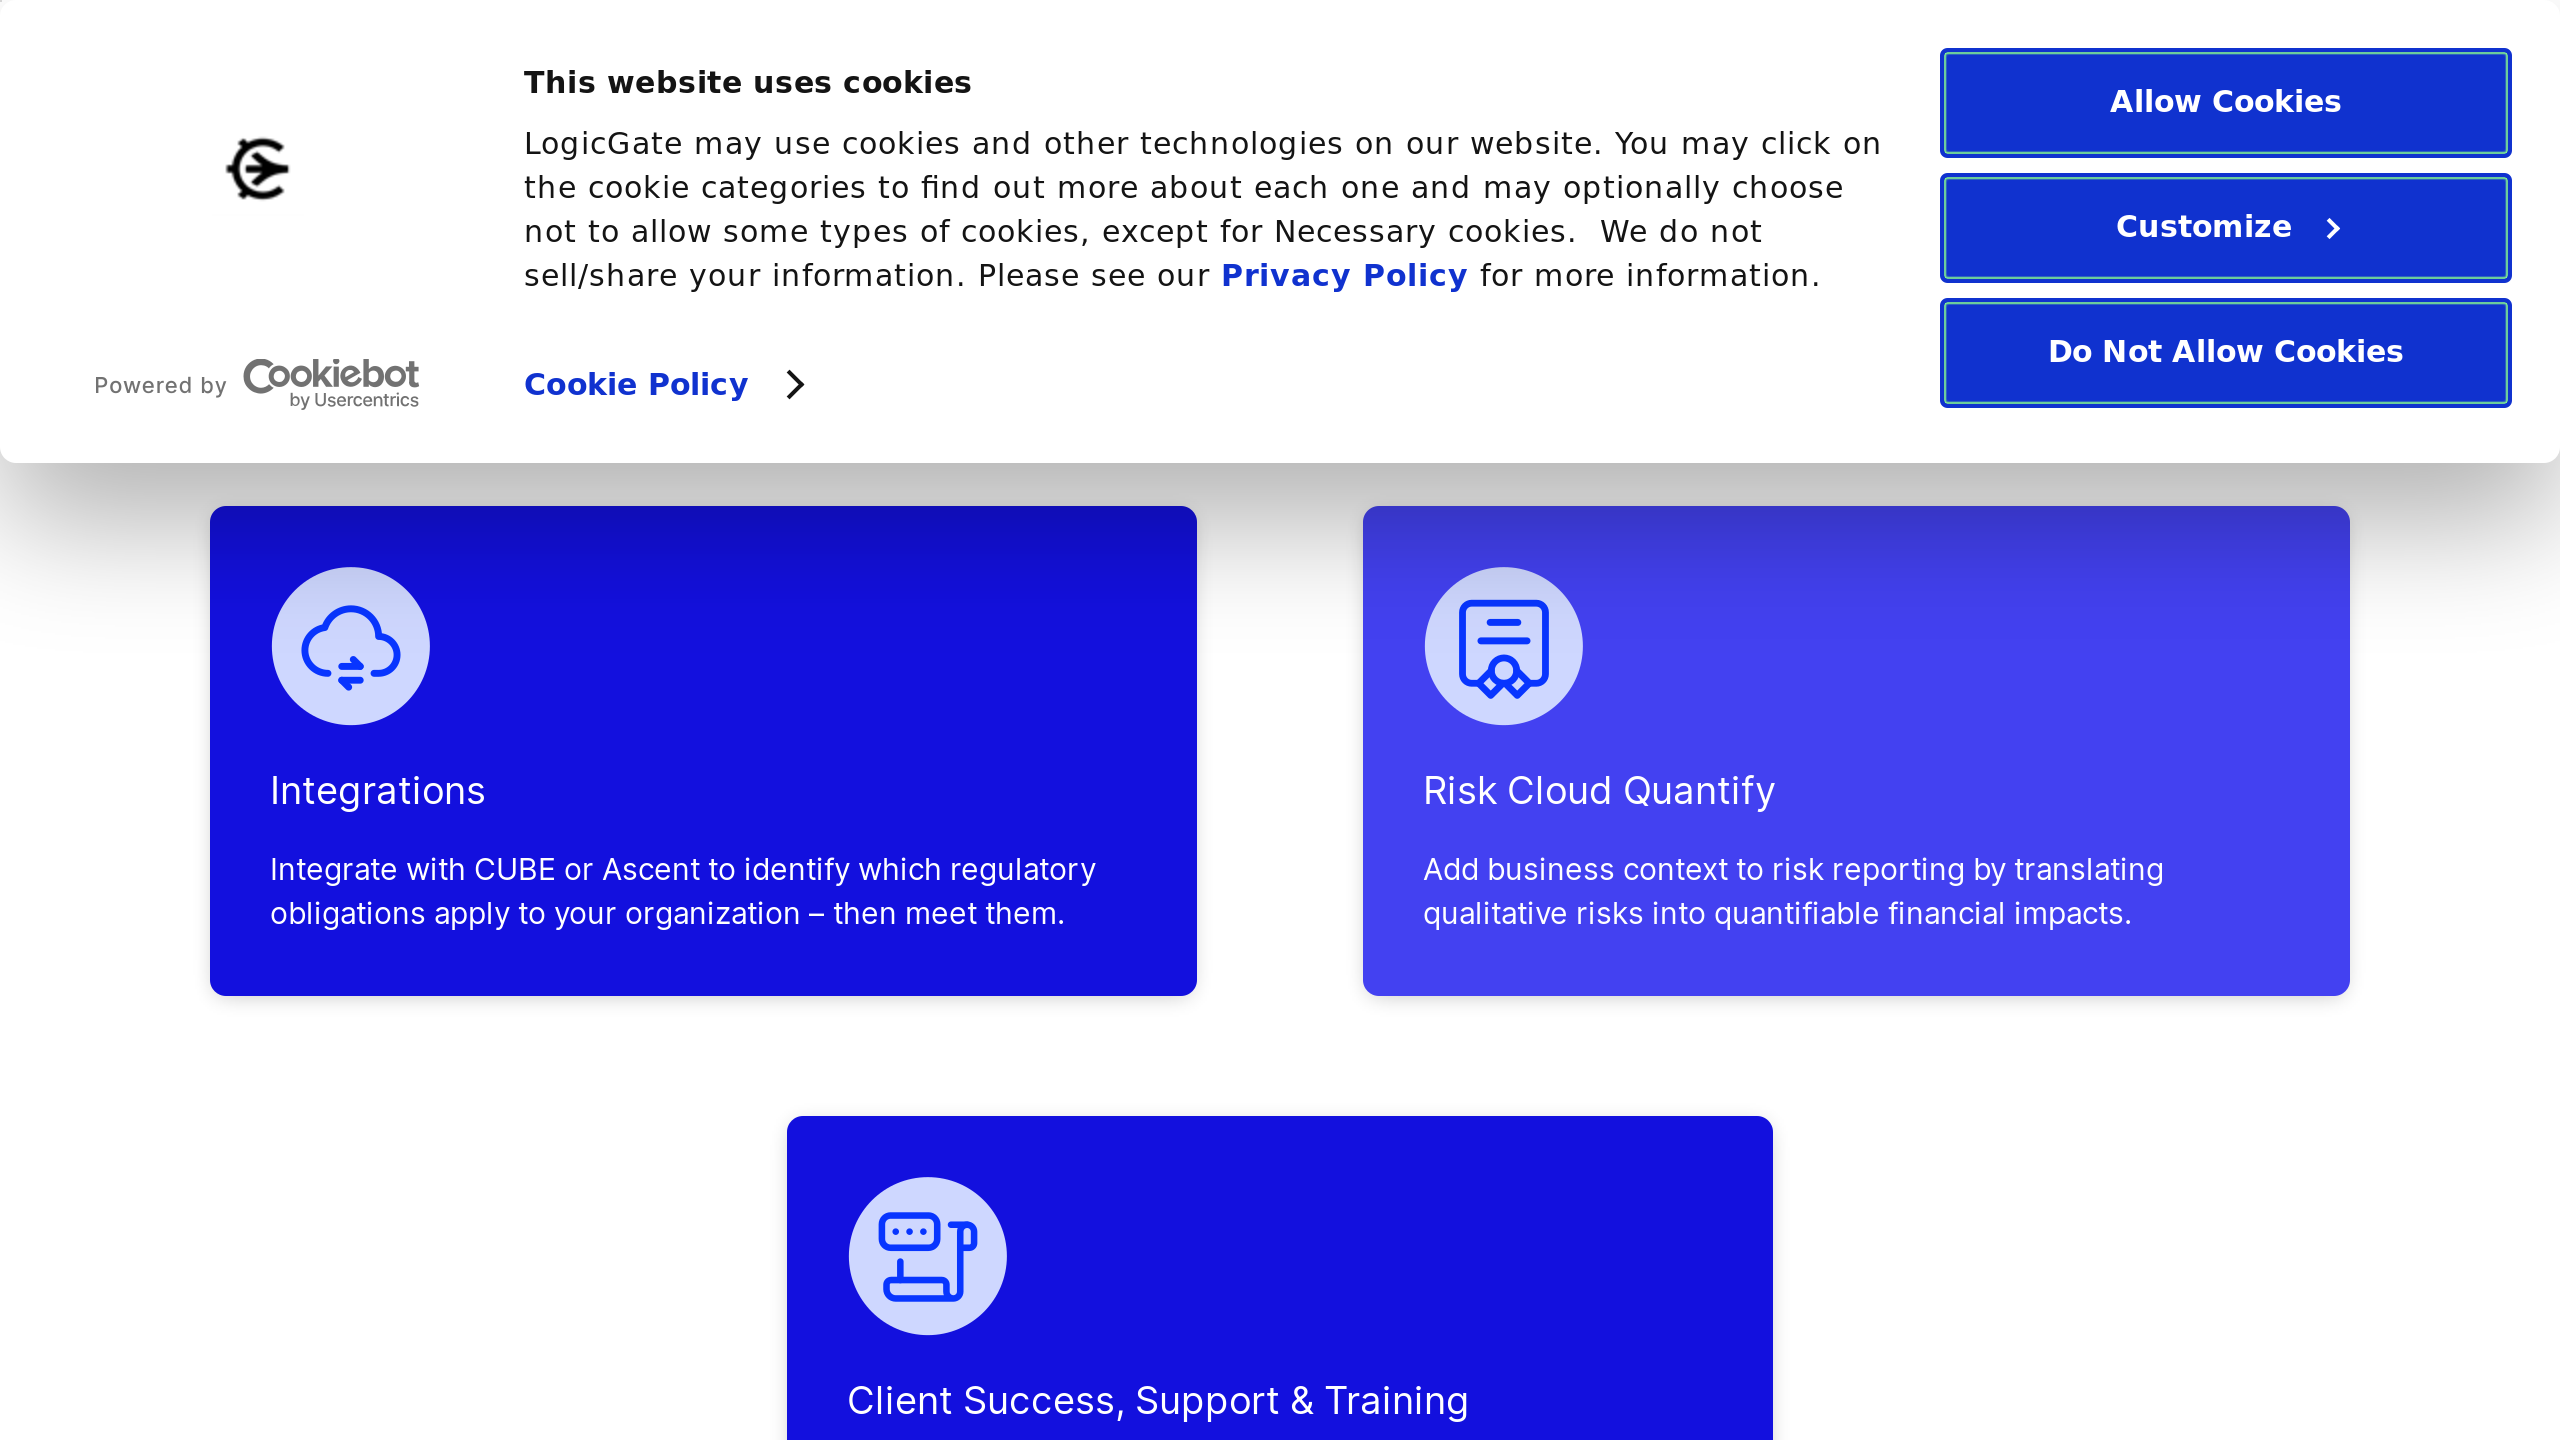 This website uses cookies
LogicGate may use cookies and other technologies on our website. You may click on
the cookie categories to find out more about each one and may optionally choose
not to allow some types of cookies, except for Necessary cookies.  We do not
sell/share your information. Please see our Privacy Policy for more information.
Powered by Cookiebot
by Usercentrics
Cookie Policy
Allow Cookies
Customize
Do Not Allow Cookies
Integrations
Integrate with CUBE or Ascent to identify which regulatory
obligations apply to your organization – then meet them.
Risk Cloud Quantify
Add business context to risk reporting by translating
qualitative risks into quantifiable financial impacts.
Client Success, Support & Training